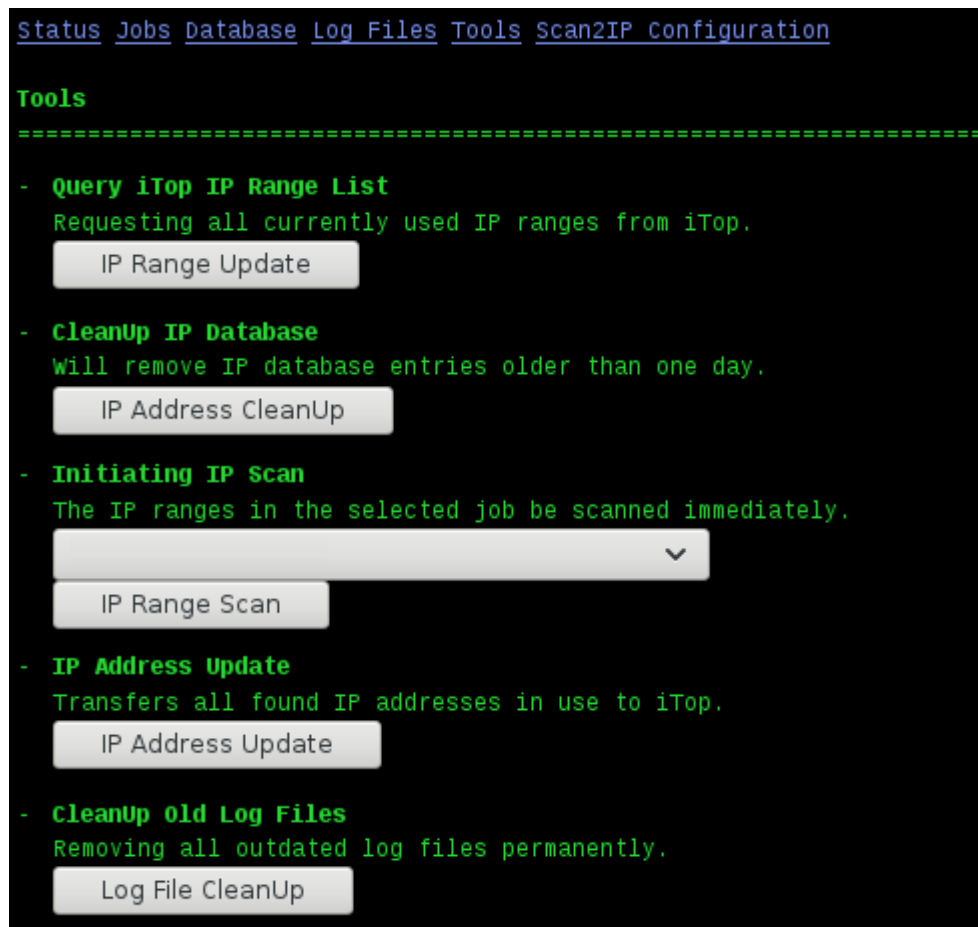 Status Jobs Database Log Files Tools Scan2IP Configuration
Tools
=====================================================================
- Query iTop IP Range List
Requesting all currently used IP ranges from iTop.
IP Range Update
- CleanUp IP Database
Will remove IP database entries older than one day.
IP Address CleanUp
- Initiating IP Scan
The IP ranges in the selected job be scanned immediately.
IP Range Scan
- IP Address Update
Transfers all found IP addresses in use to iTop.
IP Address Update
- CleanUp Old Log Files
Removing all outdated log files permanently.
Log File CleanUp